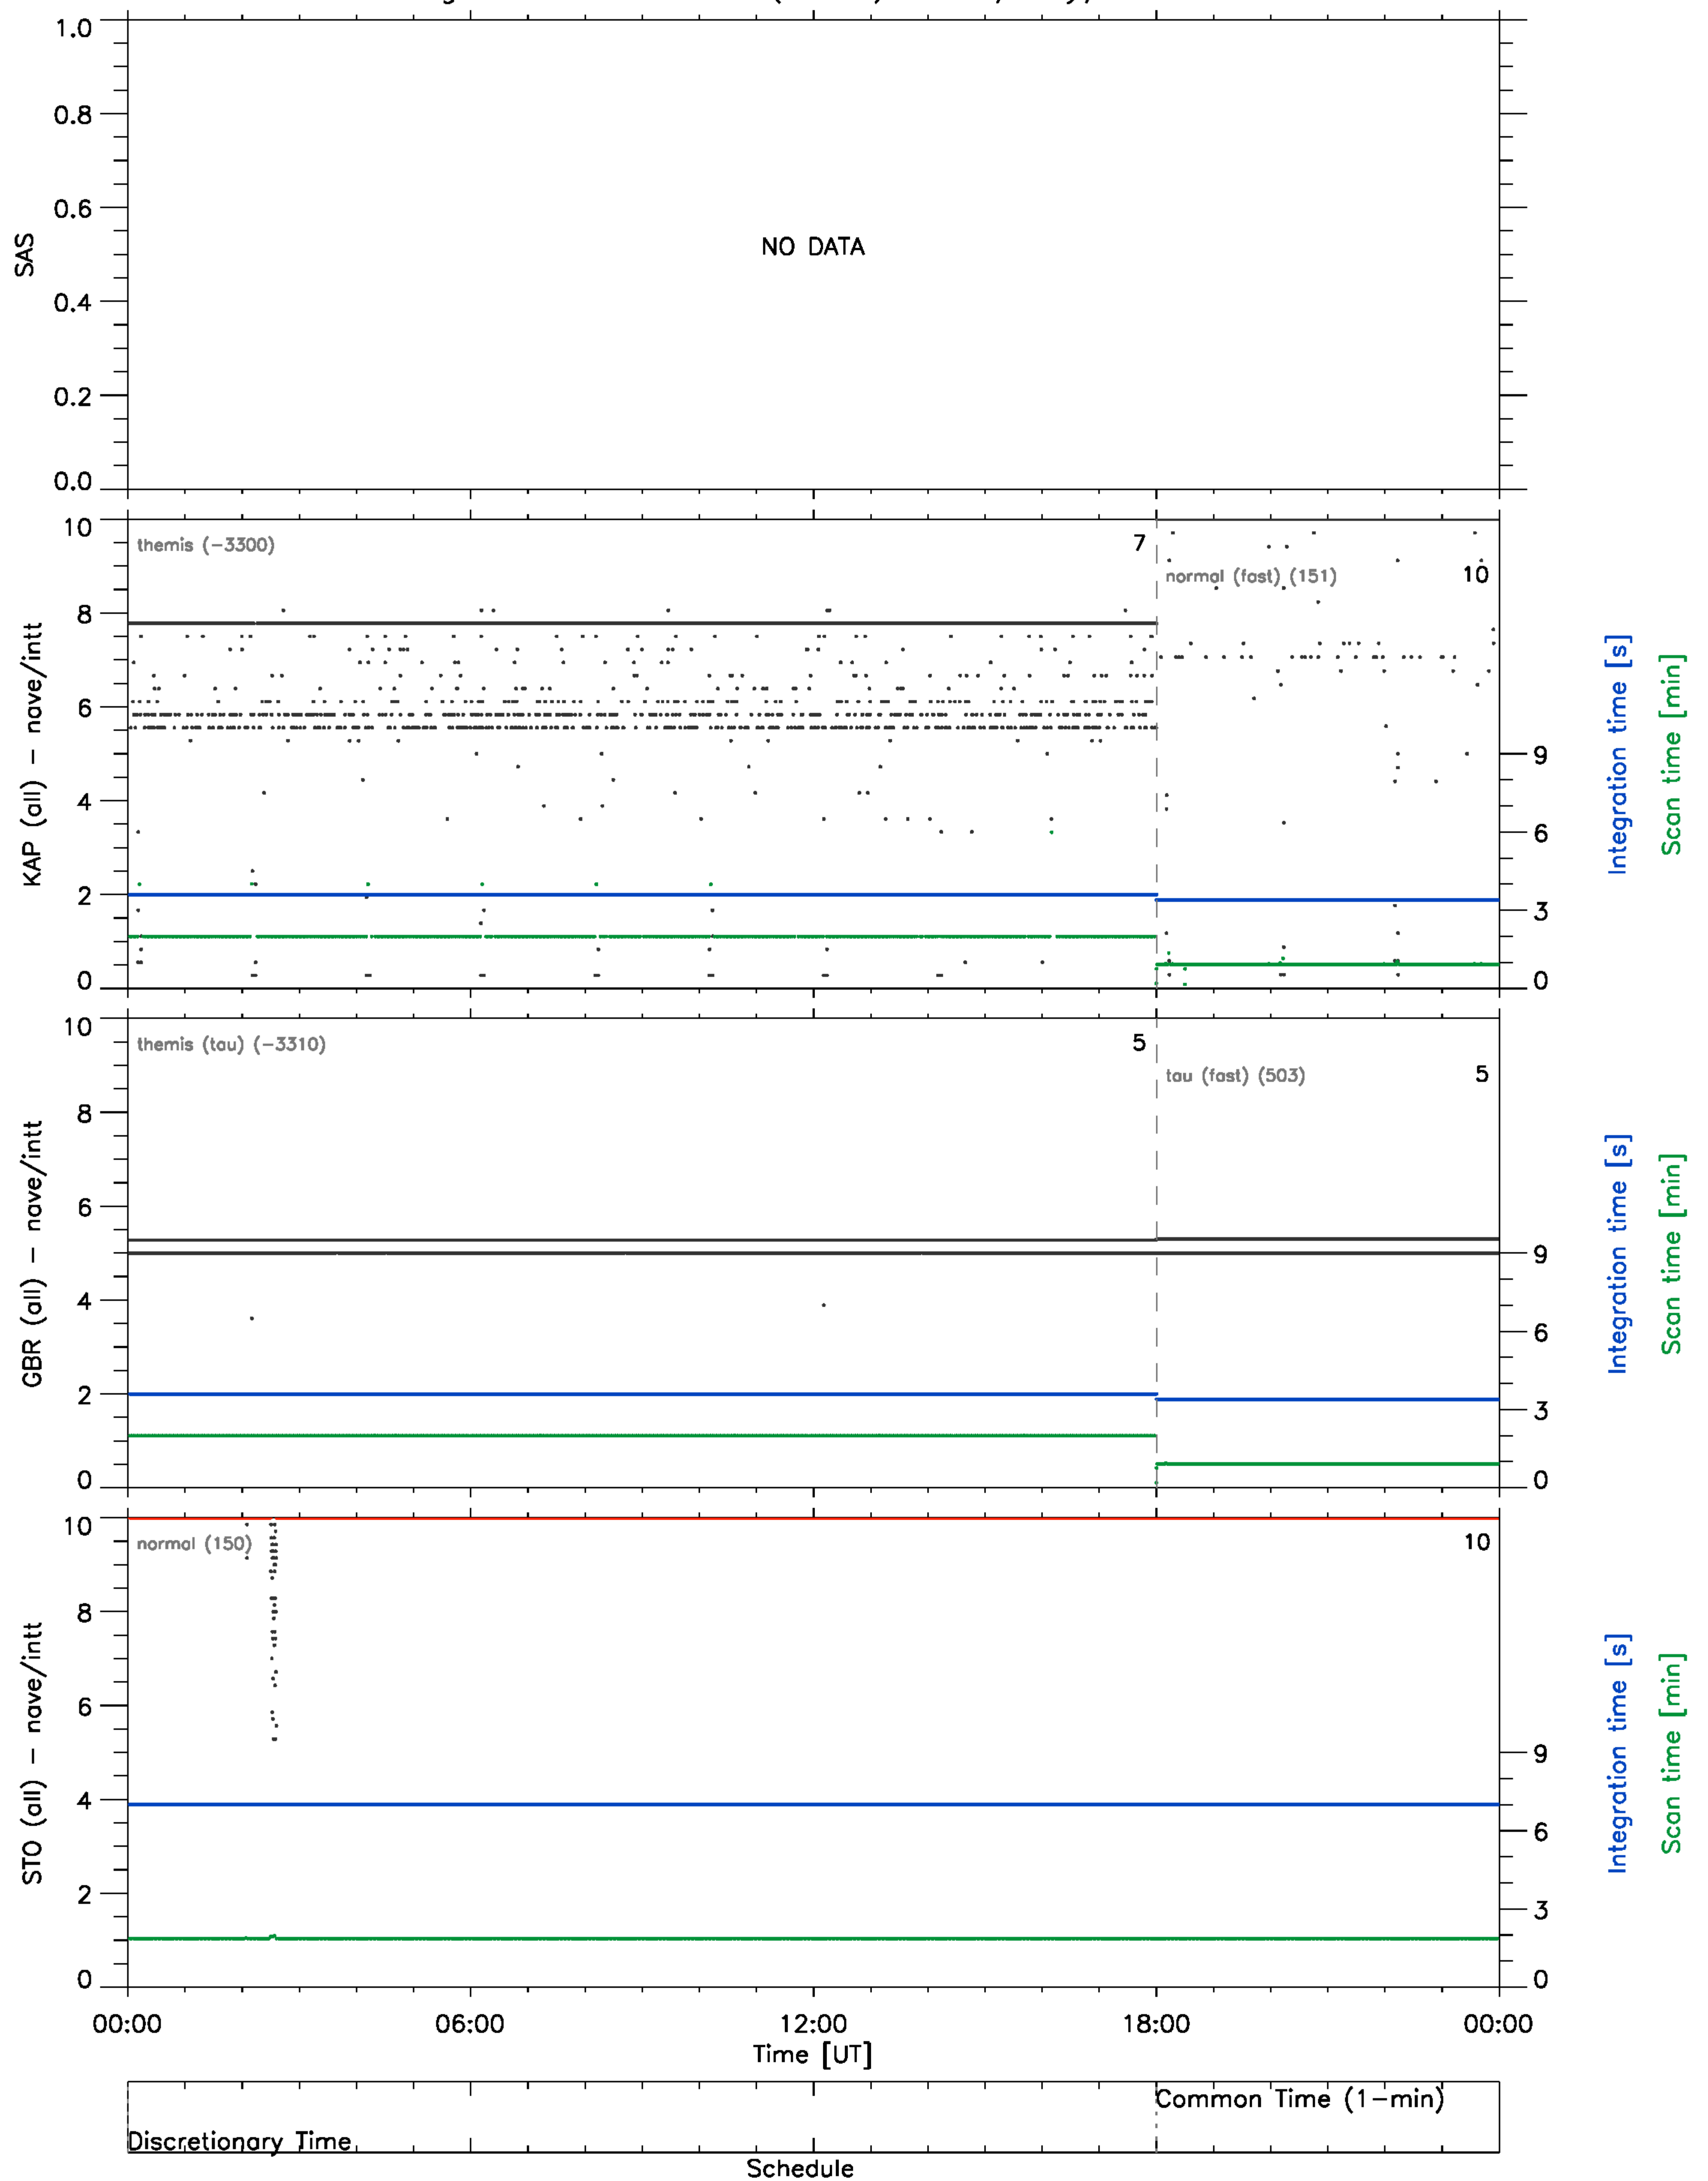 1.0
0.8
0.6
0.4
0.2
0.0
SAS
NO DATA
10
8
6
4
2
0
KAP (all) – nave/intt
themis (–3300)
7
normal (fast) (151)
10
9
6
3
0
Integration time [s]
Scan time [min]
10
8
6
4
2
0
GBR (all) – nave/intt
themis (tau) (–3310)
5
tau (fast) (503)
5
9
6
3
0
Integration time [s]
Scan time [min]
10
8
6
4
2
0
STO (all) – nave/intt
normal (150)
10
9
6
3
0
Integration time [s]
Scan time [min]
00:00 06:00 12:00 18:00 00:00
Time [UT]
Common Time (1–min)
Discretionary Time
Schedule